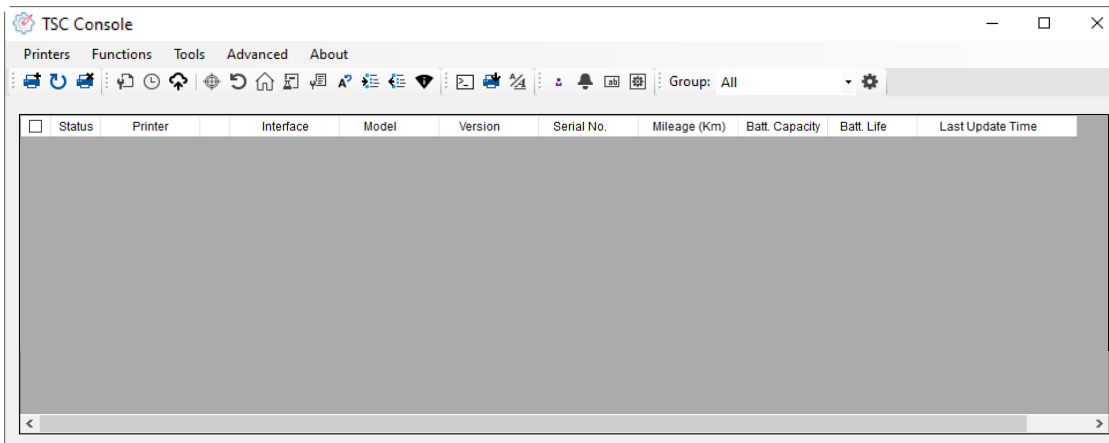 TSC Console
Printers Functions Tools Advanced About
Group: All
Status Printer Interface Model Version Serial No. Mileage (Km) Batt. Capacity Batt. Life Last Update Time